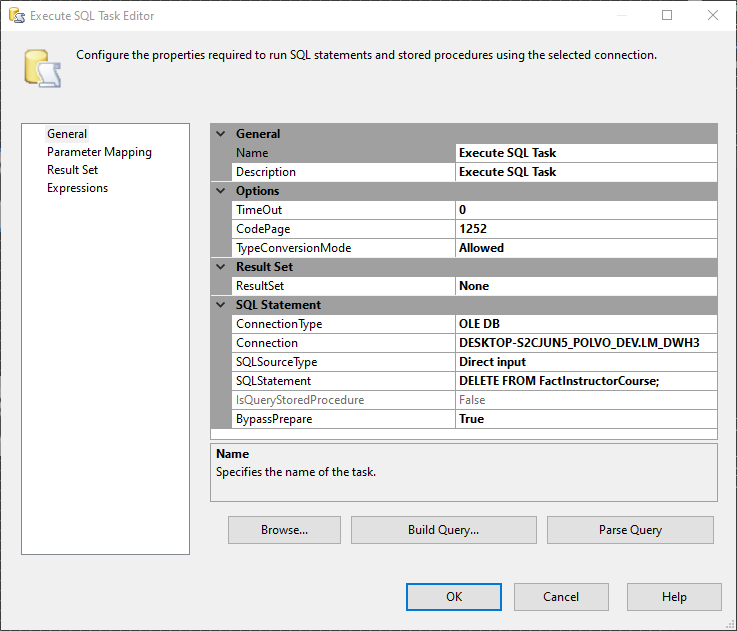 Execute SQL Task Editor
Configure the properties required to run SQL statements and stored procedures using the selected connection.
General
Parameter Mapping
Result Set
Expressions
General
Name Execute SQL Task
Description Execute SQL Task
Options
TimeOut 0
CodePage 1252
TypeConversionMode Allowed
Result Set
ResultSet None
SQL Statement
ConnectionType OLE DB
Connection DESKTOP-S2CJUN5_POLVO_DEV.LM_DWH3
SQLSourceType Direct input
SQLStatement DELETE FROM FactInstructorCourse;
IsQueryStoredProcedure False
BypassPrepare True
Name
Specifies the name of the task.
Browse... Build Query... Parse Query
OK Cancel Help